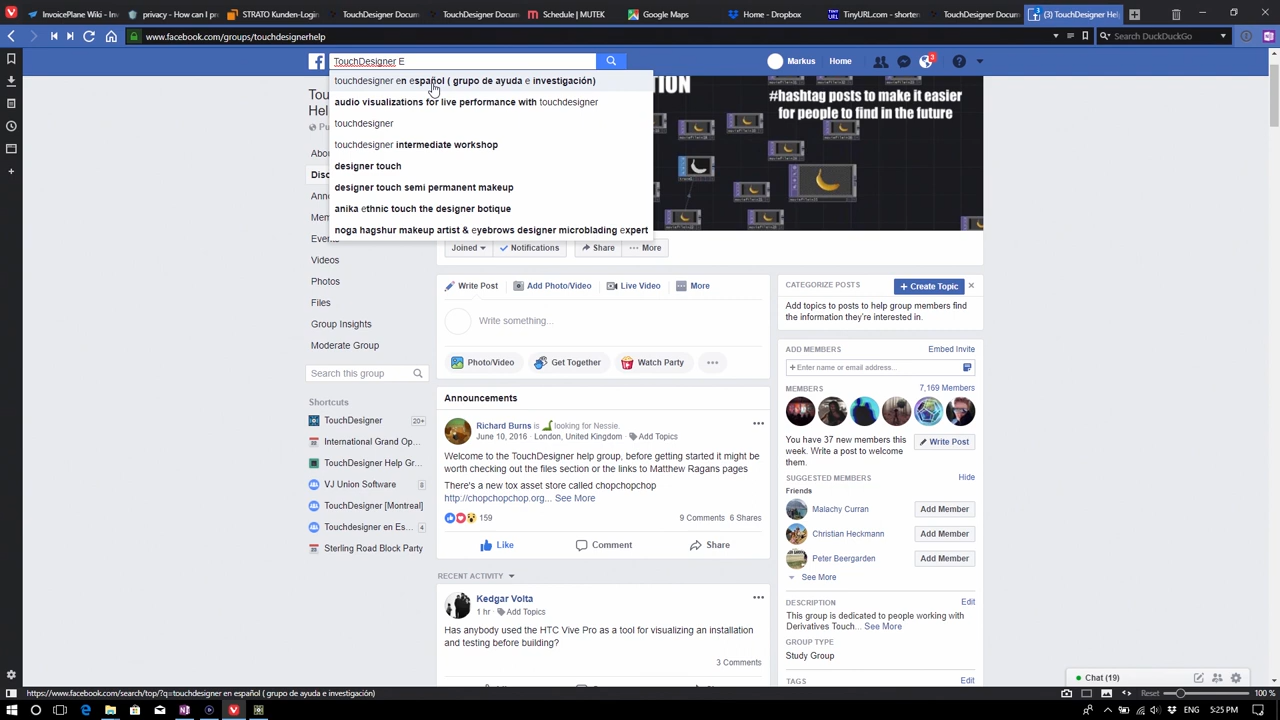 InvoicePlane - Can I pr
STRATO Kunden-Logi
Dropbox
Schedule | MUTEK
Google Maps
My files - Dropbox
TinyURL.com - shorten
TouchDesigner Docum
(3) TouchDesigner Hel
www.facebook.com/groups/touchdesignerhelp
Search DuckDuckGo
TouchDesigner E
Markus Home
3
touchdesigner en español ( grupo de ayuda e investigación)
audio visualizations for live performance with touchdesigner
touchdesigner
touchdesigner intermediate workshop
designer touch
designer touch semi permanent makeup
anika ethnic touch the designer botique
noga hagshur makeup artist & eyebrows designer microblading expert
#hashtag posts to make it easier
for people to find in the future
Tou
Help
Pu
Abo
Disc
Ann
Mem
Event
Videos
Photos
Files
Group Insights
Moderate Group
Search this group
Shortcuts
TouchDesigner 20+
International Grand Op...
TouchDesigner Help Gr...
VJ Union Software 8
TouchDesigner [Montreal]
Touchdesigner en Es... 4
Sterling Road Block Party
Joined Notifications Share More
Write Post Add Photo/Video Live Video More
Write something...
Photo/Video Get Together Watch Party
Announcements
Richard Burns is looking for Nessie.
June 10, 2016 · London, United Kingdom · Add Topics
Welcome to the TouchDesigner help group, before getting started it might be
worth checking out the files section or the links to Matthew Ragans pages
There's a new tox asset store called chopchopchop
http://chopchopchop.org... See More
159
9 Comments 6 Shares
Like Comment Share
RECENT ACTIVITY
Kedgar Volta
1 hr · Add Topics
Has anybody used the HTC Vive Pro as a tool for visualizing an installation
and testing before building?
3 Comments
CATEGORIZE POSTS
+ Create Topic
Add topics to posts to help group members find
the information they're interested in.
ADD MEMBERS Embed Invite
+ Enter name or email address...
MEMBERS 7,169 Members
You have 37 new members this
week. Write a post to welcome
them.
Write Post
SUGGESTED MEMBERS Hide
Friends
Malachy Curran Add Member
Christian Heckmann Add Member
Peter Beergarden Add Member
See More
DESCRIPTION Edit
This group is dedicated to people working with
Derivatives Touch... See More
GROUP TYPE
Study Group
TAGS Edit
Chat (19)
https://www.facebook.com/search/top/?q=touchdesigner en español ( grupo de ayuda e investigación)
Reset 100 %
5:25 PM